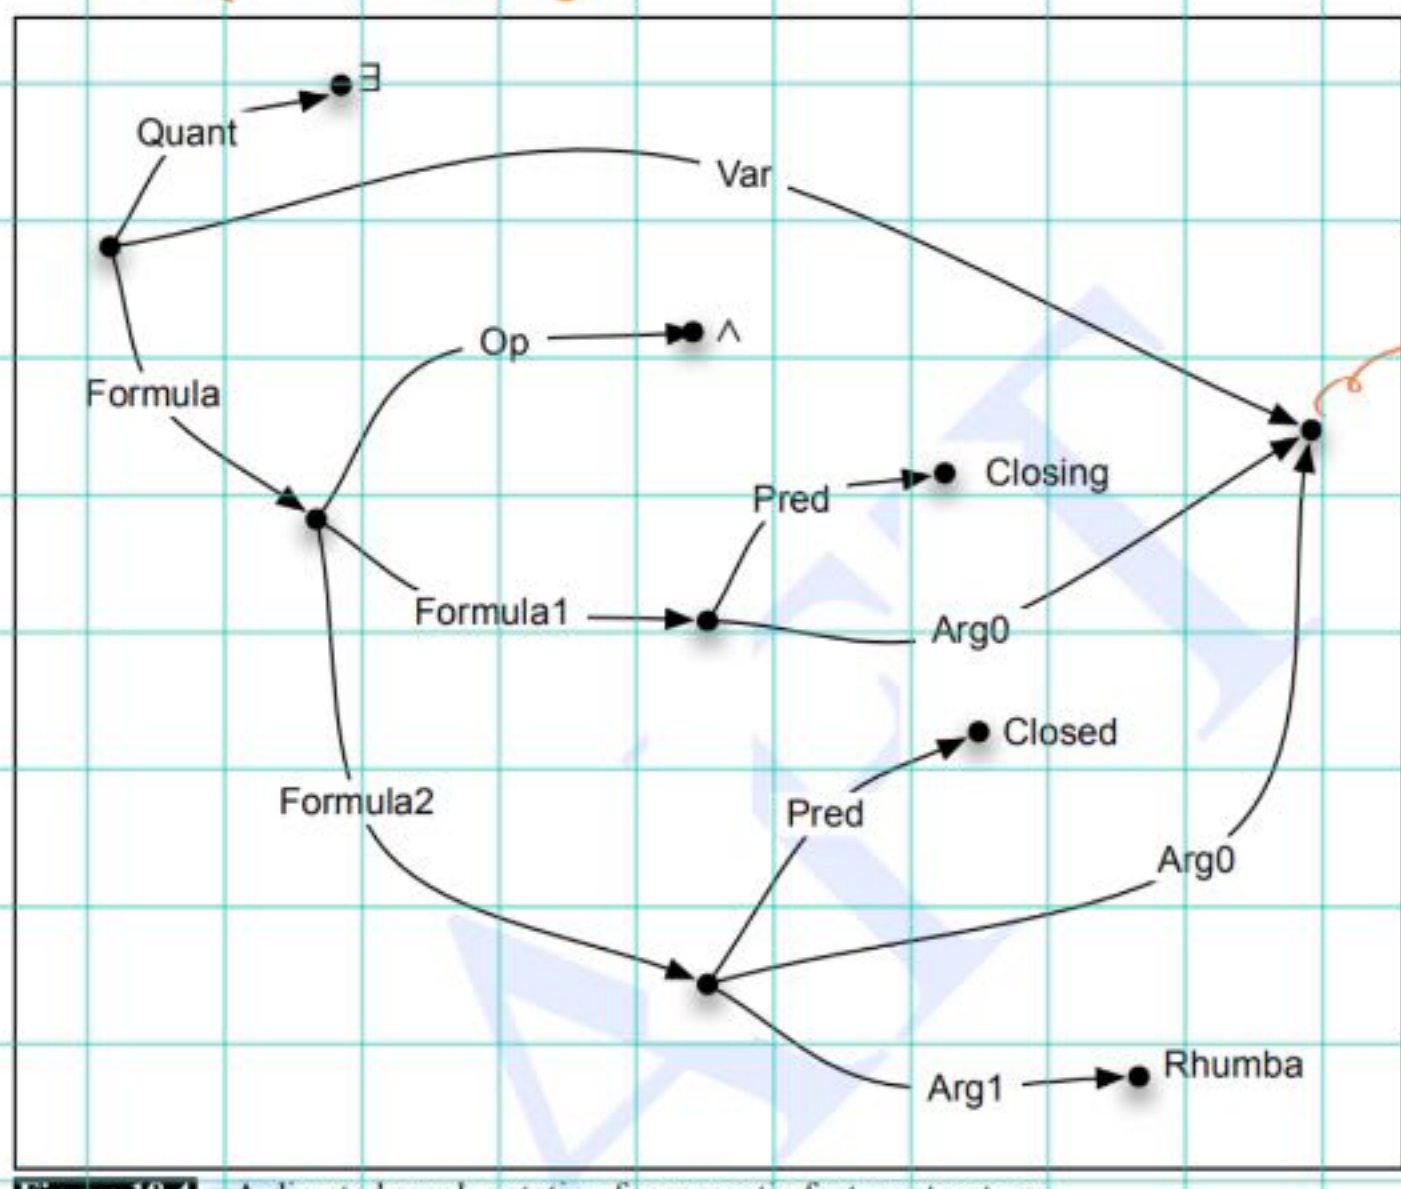 ∃
Quant
Var
Op
∧
Formula
Closing
Pred
Formula1
Arg0
Closed
Formula2
Pred
Arg0
Rhumba
Arg1